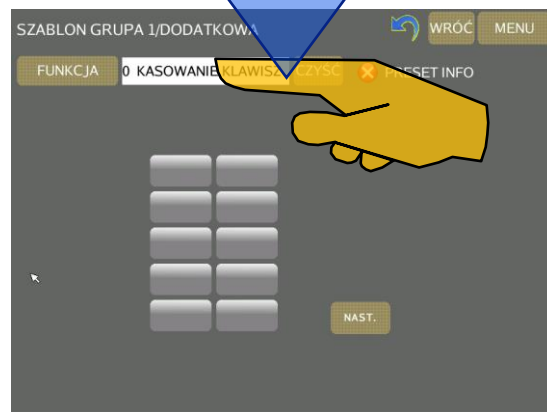 SZABLON GRUPA 1/DODATKOWA WRÓĆ MENU
FUNKCJA 0 KASOWANIE KLAWISZ CZYŚĆ PRESET INFO
NAST.